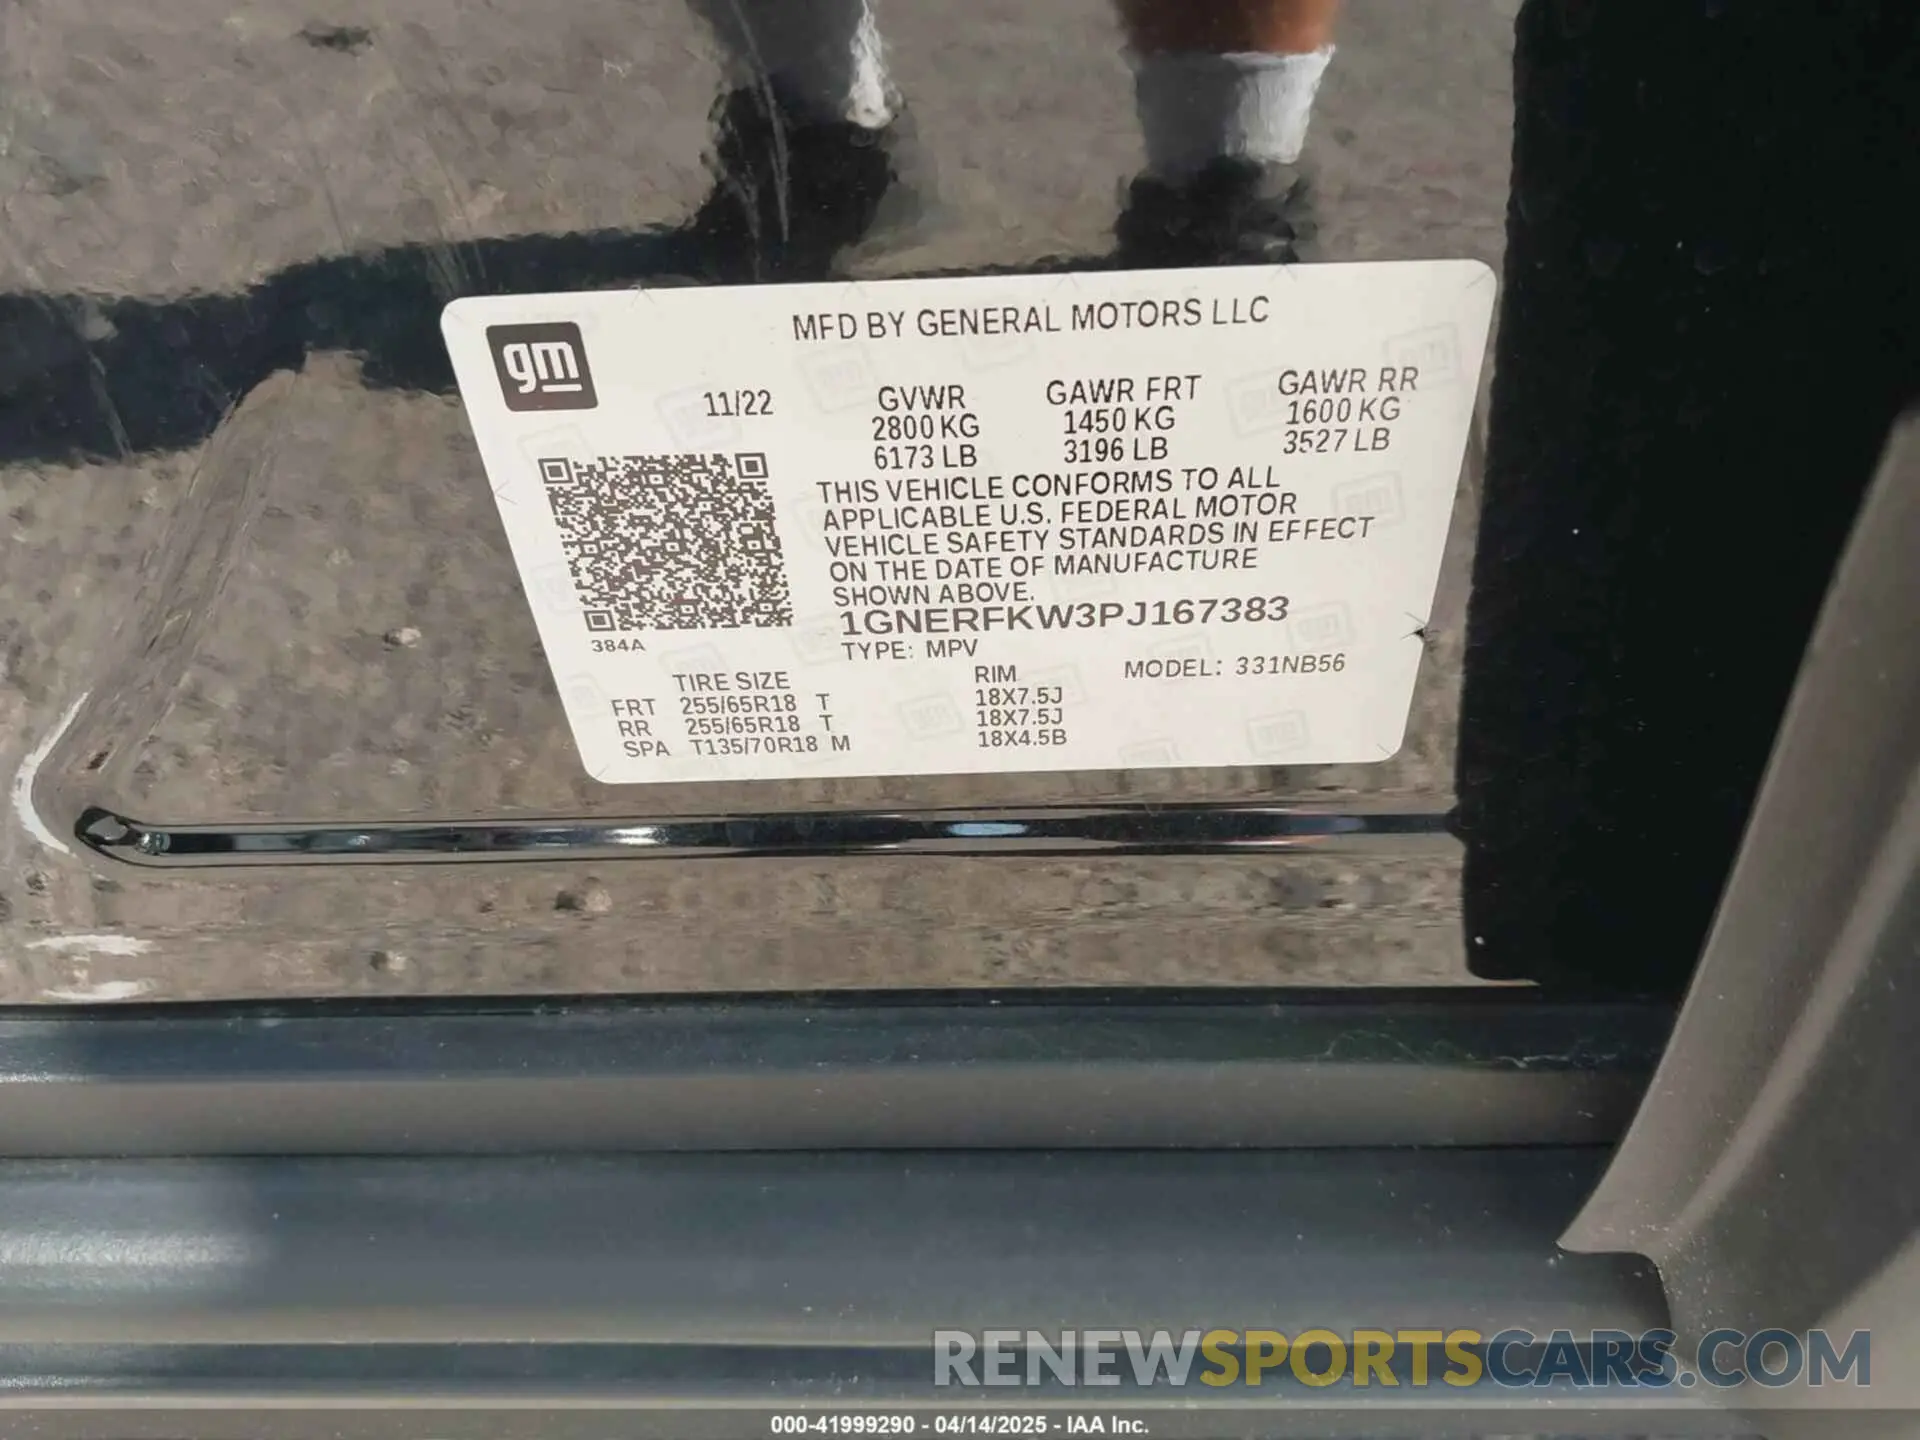 MFD BY GENERAL MOTORS LLC
gm
11/22
GVWR
2800 KG
6173 LB
GAWR FRT
1450 KG
3196 LB
GAWR RR
1600 KG
3527 LB
THIS VEHICLE CONFORMS TO ALL
APPLICABLE U.S. FEDERAL MOTOR
VEHICLE SAFETY STANDARDS IN EFFECT
ON THE DATE OF MANUFACTURE
SHOWN ABOVE.
1GNERFKW3PJ167383
384A
TYPE: MPV
MODEL: 331NB56
TIRE SIZE
RIM
FRT 255/65R18 T 18X7.5J
RR 255/65R18 T 18X7.5J
SPA T135/70R18 M 18X4.5B
RENEWSPORTSCARS.COM
000-41999290 - 04/14/2025 - IAA Inc.